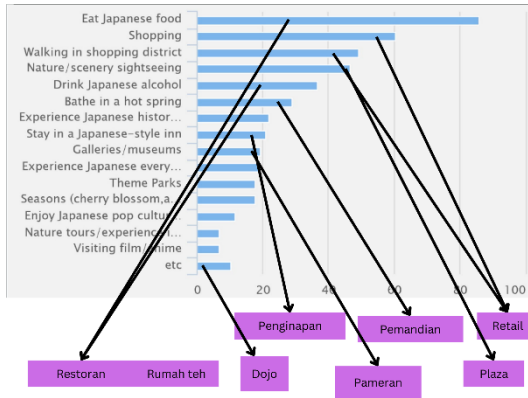 Eat Japanese food
Shopping
Walking in shopping district
Nature/scenery sightseeing
Drink Japanese alcohol
Bathe in a hot spring
Experience Japanese histor...
Stay in a Japanese-style inn
Galleries/museums
Experience Japanese every...
Theme Parks
Seasons (cherry blossom,a...
Enjoy Japanese pop cultur...
Nature tours/experience i...
Visiting film/anime
etc
0 20 40 60 80 100
Penginapan Pemandian Retail
Restoran Rumah teh Dojo Pameran Plaza